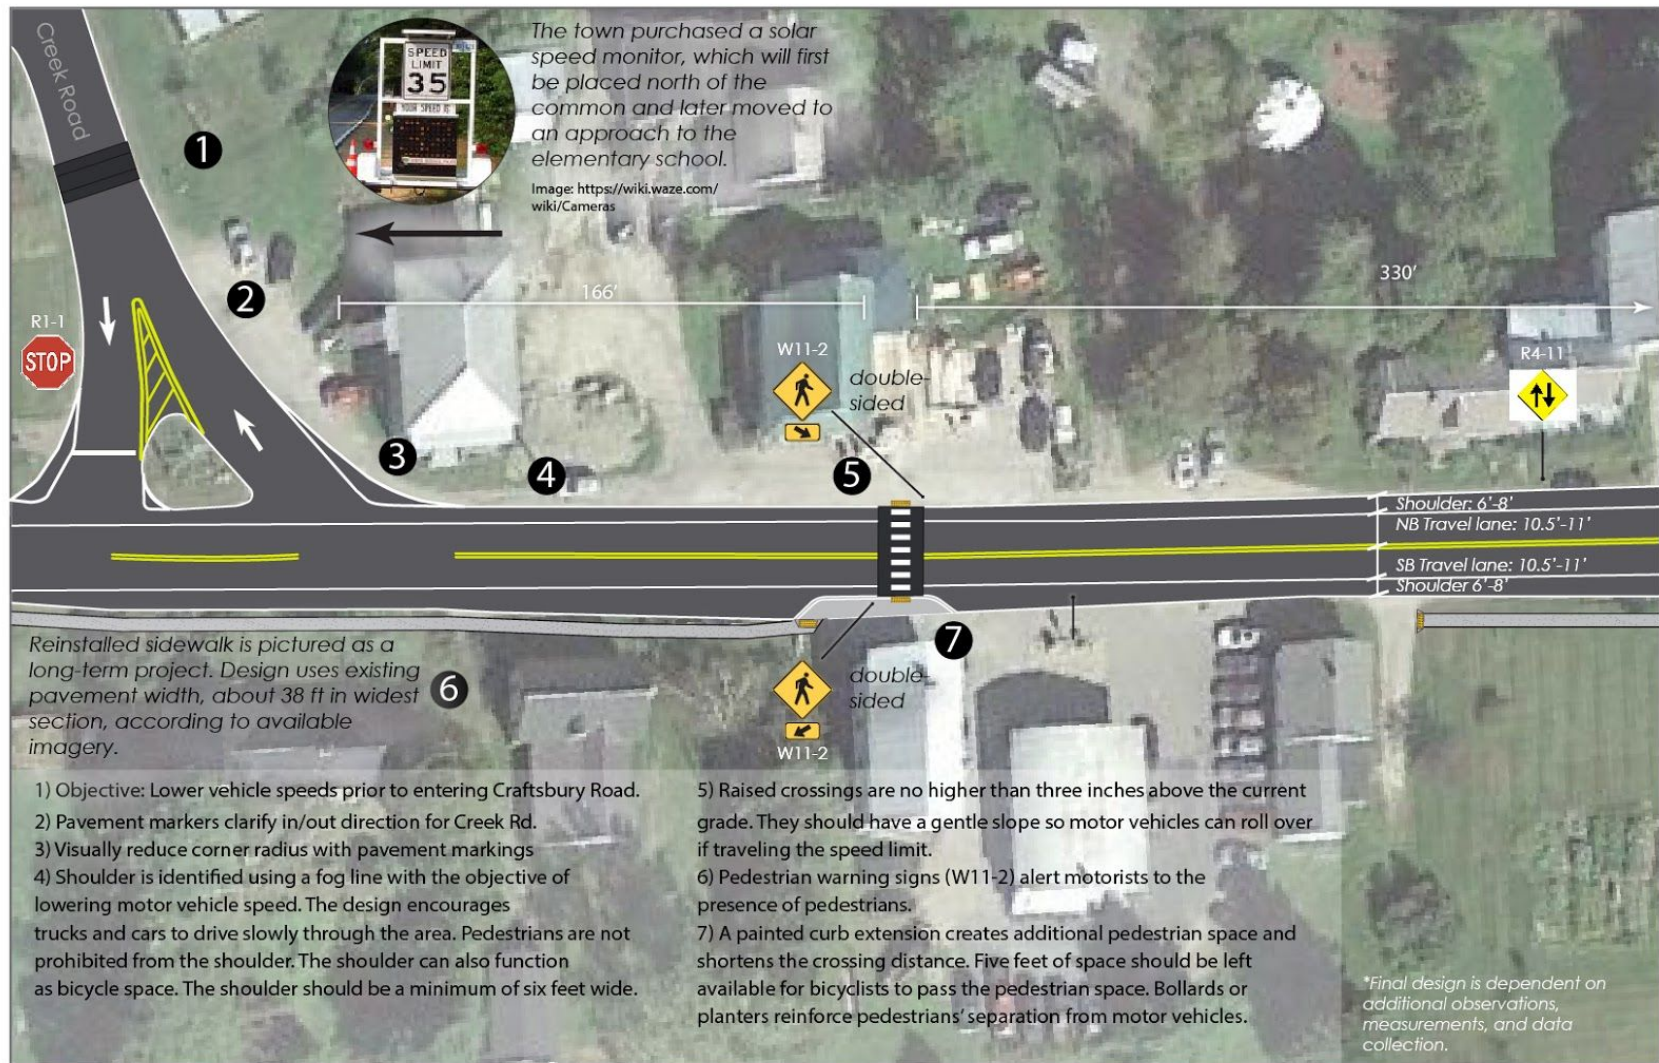 Creek Road
SPEED
LIMIT
35
YOUR SPEED IS
The town purchased a solar
speed monitor, which will first
be placed north of the
common and later moved to
an approach to the
elementary school.
Image: https://wiki.waze.com/
wiki/Cameras
1
2
R1-1
STOP
166'
330'
W11-2
double-
sided
R4-11
3
4
5
Shoulder: 6'-8'
NB Travel lane: 10.5'-11'
SB Travel lane: 10.5'-11'
Shoulder 6'-8'
7
Reinstalled sidewalk is pictured as a
long-term project. Design uses existing
pavement width, about 38 ft in widest
section, according to available
imagery.
6
double-
sided
W11-2
1) Objective: Lower vehicle speeds prior to entering Craftsbury Road.
2) Pavement markers clarify in/out direction for Creek Rd.
3) Visually reduce corner radius with pavement markings
4) Shoulder is identified using a fog line with the objective of
lowering motor vehicle speed. The design encourages
trucks and cars to drive slowly through the area. Pedestrians are not
prohibited from the shoulder. The shoulder can also function
as bicycle space. The shoulder should be a minimum of six feet wide.
5) Raised crossings are no higher than three inches above the current
grade. They should have a gentle slope so motor vehicles can roll over
if traveling the speed limit.
6) Pedestrian warning signs (W11-2) alert motorists to the
presence of pedestrians.
7) A painted curb extension creates additional pedestrian space and
shortens the crossing distance. Five feet of space should be left
available for bicyclists to pass the pedestrian space. Bollards or
planters reinforce pedestrians' separation from motor vehicles.
*Final design is dependent on
additional observations,
measurements, and data
collection.